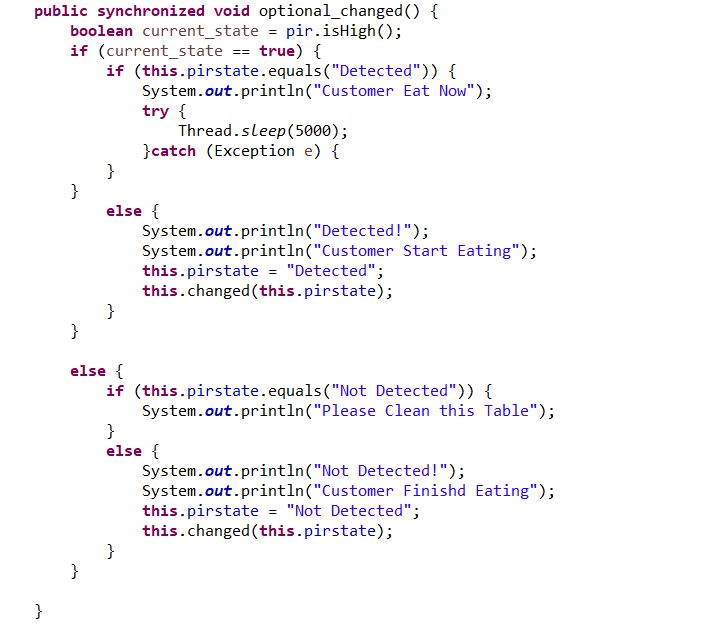 public synchronized void optional_changed() {
    boolean current_state = pir.isHigh();
    if (current_state == true) {
        if (this.pirstate.equals("Detected")) {
            System.out.println("Customer Eat Now");
            try {
                Thread.sleep(5000);
            }catch (Exception e) {
        }
    }
        else {
            System.out.println("Detected!");
            System.out.println("Customer Start Eating");
            this.pirstate = "Detected";
            this.changed(this.pirstate);
        }
    }

    else {
        if (this.pirstate.equals("Not Detected")) {
            System.out.println("Please Clean this Table");
        }
        else {
            System.out.println("Not Detected!");
            System.out.println("Customer Finishd Eating");
            this.pirstate = "Not Detected";
            this.changed(this.pirstate);
        }
    }

}